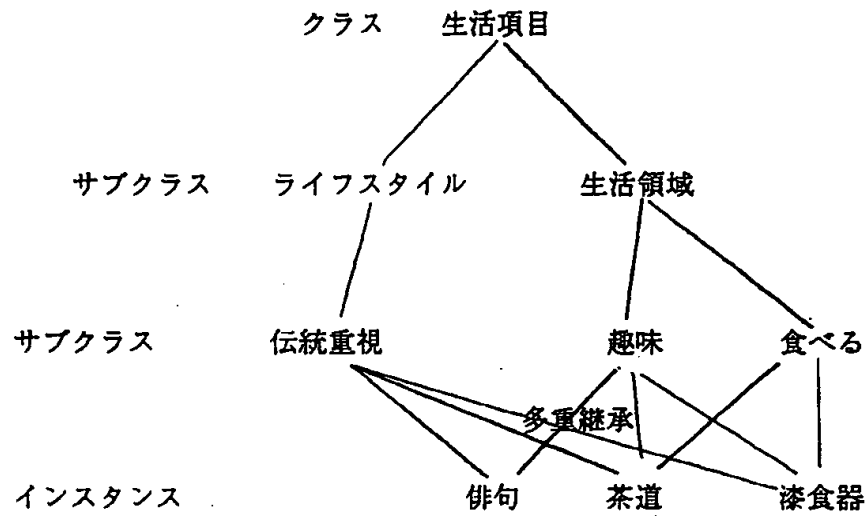 クラス 生活項目
サブクラス ライフスタイル 生活領域
サブクラス 伝統重視 趣味 食べる
多重継承
インスタンス 俳句 茶道 漆食器